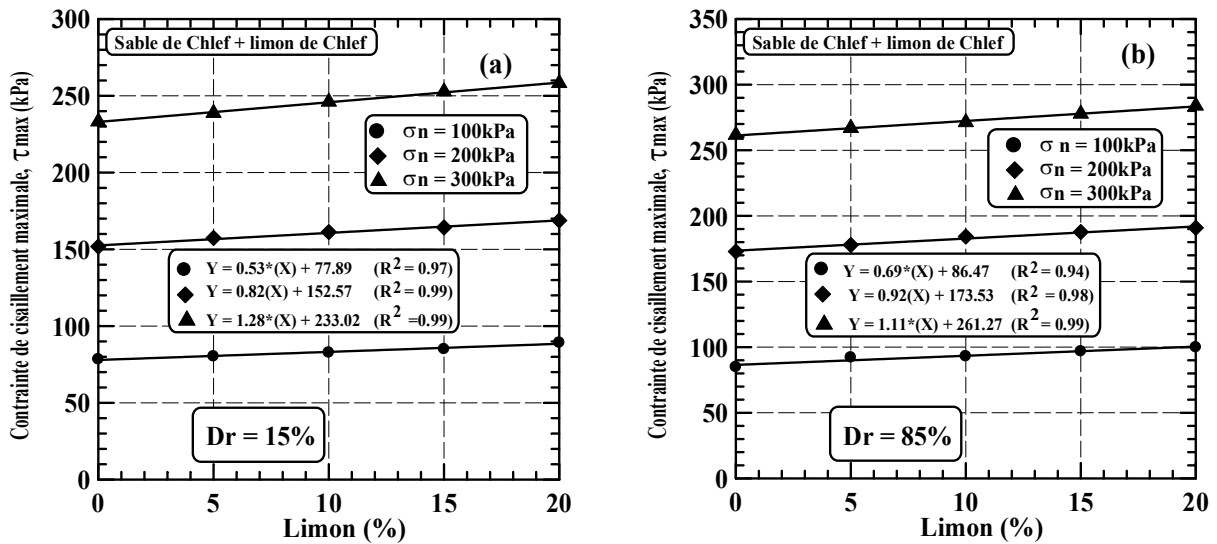 Sable de Chlef + limon de Chlef
(a)
σn = 100kPa
σn = 200kPa
σn = 300kPa
Y = 0.53*(X) + 77.89 (R2 = 0.97)
Y = 0.82(X) + 152.57 (R2 = 0.99)
Y = 1.28*(X) + 233.02 (R2 =0.99)
Dr = 15%
Contrainte de cisaillement maximale, τmax (kPa)
300
250
200
150
100
50
0
0 5 10 15 20
Limon (%)
Sable de Chlef + limon de Chlef
(b)
σ n = 100kPa
σn = 200kPa
σn = 300kPa
Y = 0.69*(X) + 86.47 (R2 = 0.94)
Y = 0.92(X) + 173.53 (R2 = 0.98)
Y = 1.11*(X) + 261.27 (R2 = 0.99)
Dr = 85%
Contrainte de cisaillement maximale, τmax (kPa)
350
300
250
200
150
100
50
0
0 5 10 15 20
Limon (%)